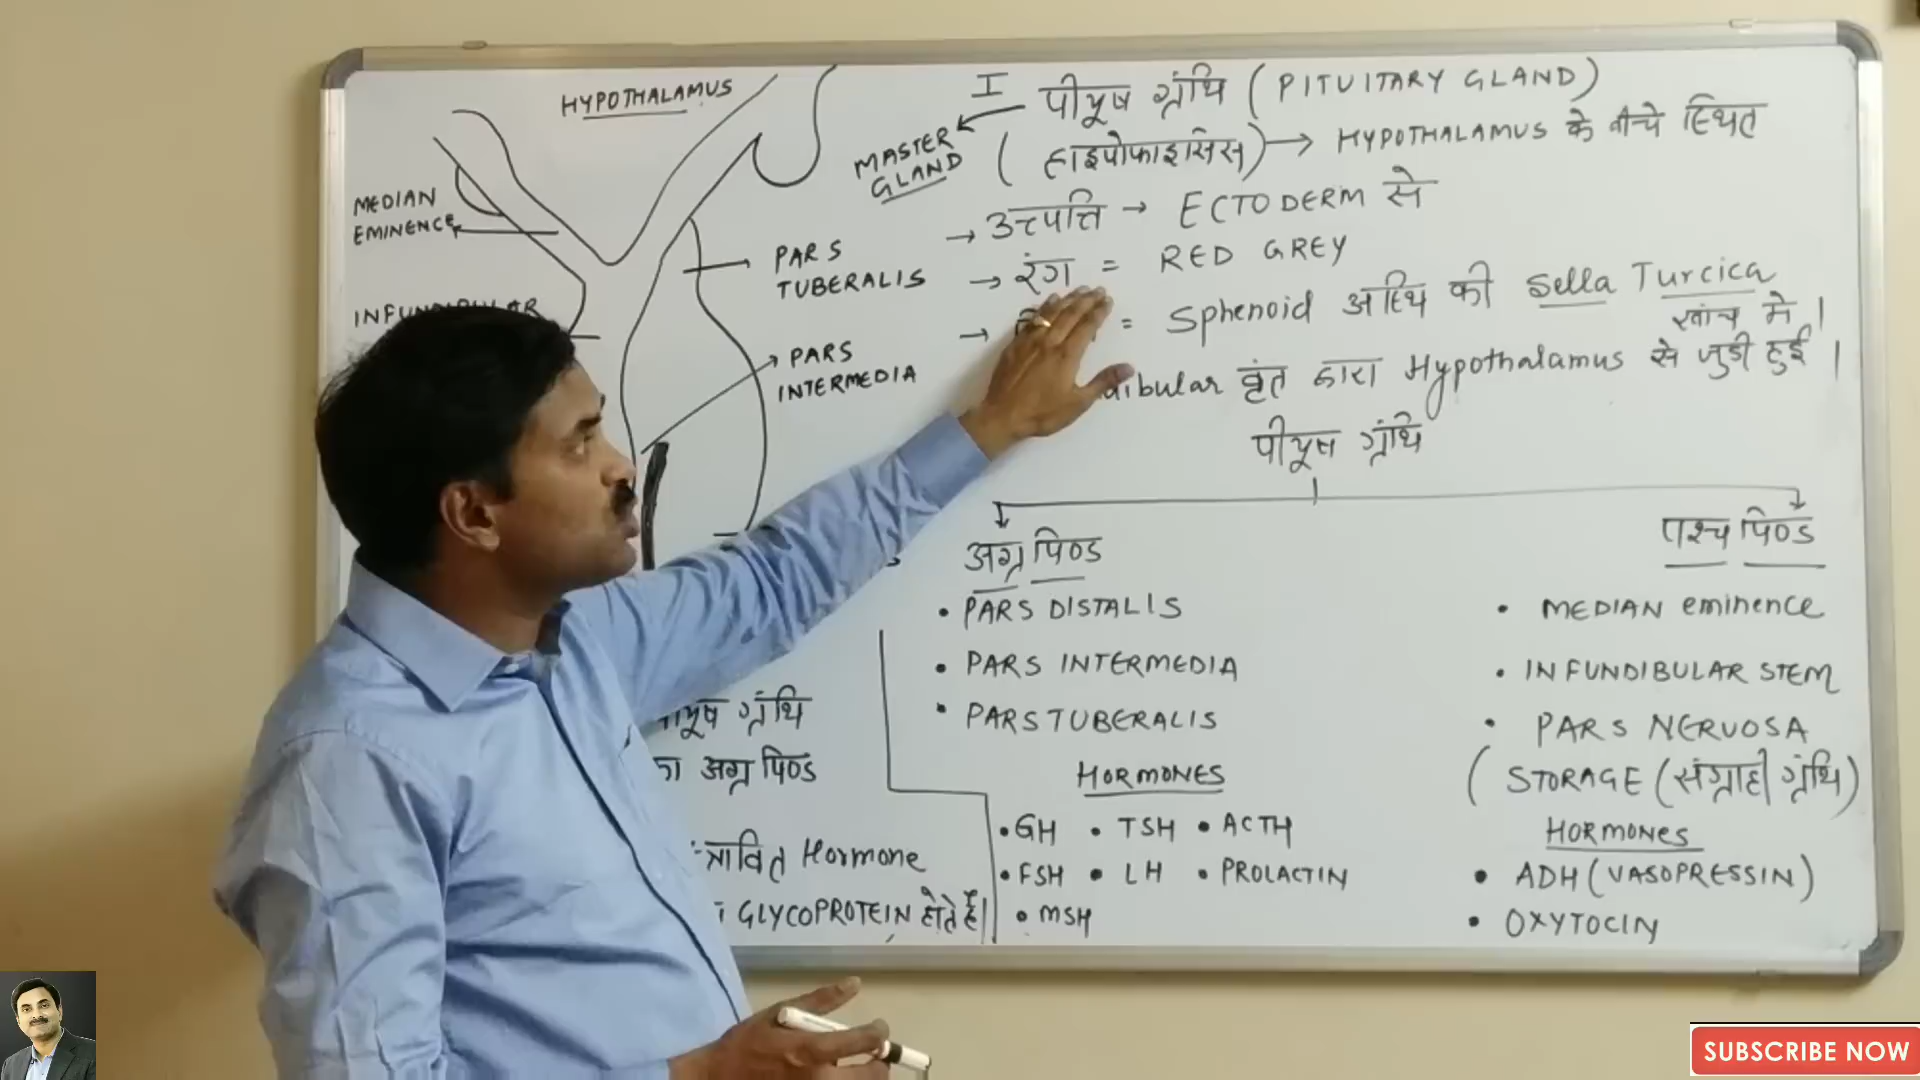 HYPOTHALAMUS
MEDIAN
EMINENCE
PARS
TUBERALIS
PARS
INTERMEDIA
I पीयूष ग्रंथि (PITUITARY GLAND)
MASTER
GLAND
(हाइपोफाइसिस) → HYPOTHALAMUS के नीचे स्थित
→ उत्पत्ति → ECTODERM से
→ रंग = RED GREY
→ = Sphenoid अस्थि की Sella Turcica
खांच मे।
वृंत द्वारा Hypothalamus से जुडी हुई।
पीयूष ग्रंथि
अग्र पिण्ड
• PARS DISTALIS
• PARS INTERMEDIA
• PARS TUBERALIS
HORMONES
• GH • TSH • ACTH
• FSH • LH • PROLACTIN
• MSH
पश्च पिण्ड
• MEDIAN eminence
• INFUNDIBULAR STEM
• PARS NERVOSA
(STORAGE (संग्राही ग्रंथि)
HORMONES
• ADH (VASOPRESSIN)
• OXYTOCIN
ग्रंथि
अग्र पिण्ड
Hormone
GLYCOPROTEIN होते है।
SUBSCRIBE NOW